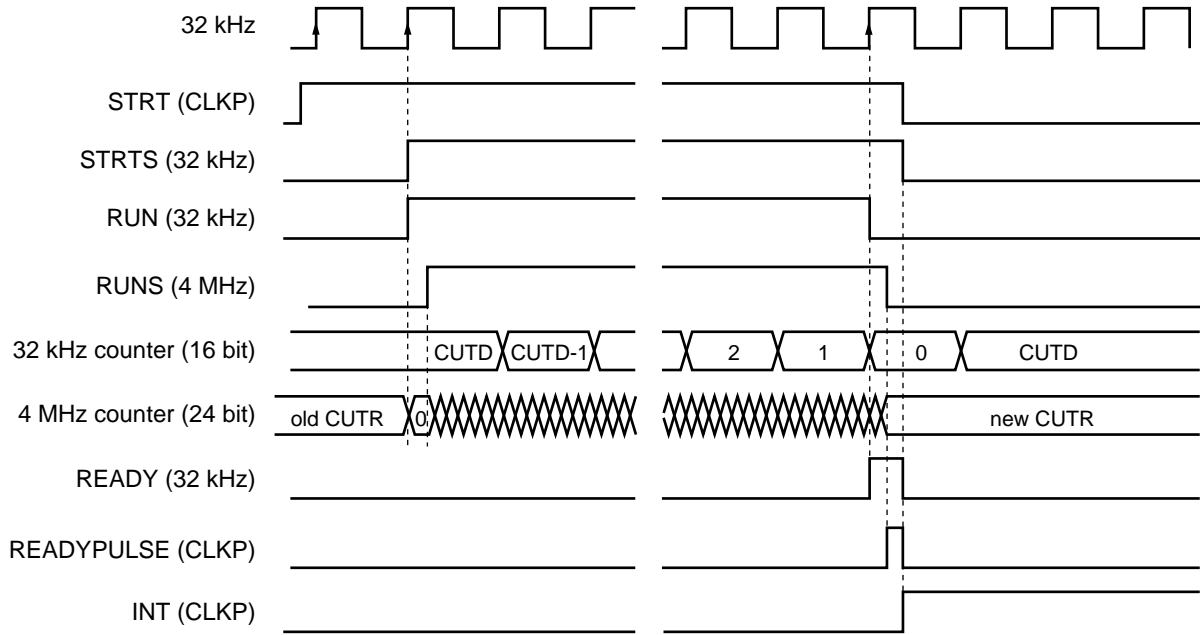 32 kHz
STRT (CLKP)
STRTS (32 kHz)
RUN (32 kHz)
RUNS (4 MHz)
32 kHz counter (16 bit) CUTD CUTD-1 2 1 0 CUTD
4 MHz counter (24 bit) old CUTR 0 new CUTR
READY (32 kHz)
READYPULSE (CLKP)
INT (CLKP)